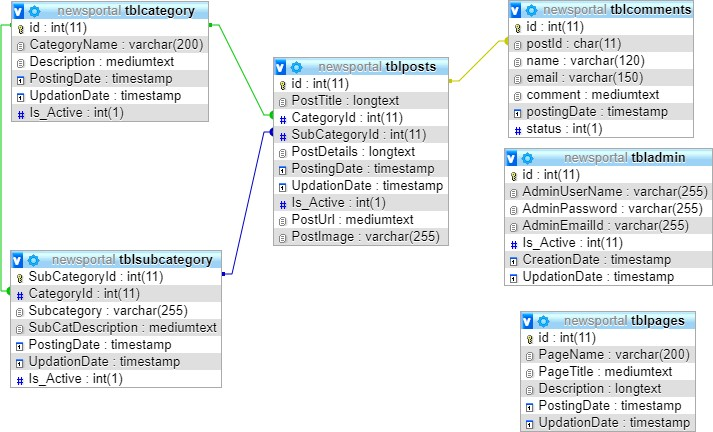 newsportal tblcategory
id : int(11)
CategoryName : varchar(200)
Description : mediumtext
PostingDate : timestamp
UpdationDate : timestamp
Is_Active : int(1)
newsportal tblsubcategory
SubCategoryId : int(11)
CategoryId : int(11)
Subcategory : varchar(255)
SubCatDescription : mediumtext
PostingDate : timestamp
UpdationDate : timestamp
Is_Active : int(1)
newsportal tblposts
id : int(11)
PostTitle : longtext
CategoryId : int(11)
SubCategoryId : int(11)
PostDetails : longtext
PostingDate : timestamp
UpdationDate : timestamp
Is_Active : int(1)
PostUrl : mediumtext
PostImage : varchar(255)
newsportal tblcomments
id : int(11)
postId : char(11)
name : varchar(120)
email : varchar(150)
comment : mediumtext
postingDate : timestamp
status : int(1)
newsportal tbladmin
id : int(11)
AdminUserName : varchar(255)
AdminPassword : varchar(255)
AdminEmailId : varchar(255)
Is_Active : int(11)
CreationDate : timestamp
UpdationDate : timestamp
newsportal tblpages
id : int(11)
PageName : varchar(200)
PageTitle : mediumtext
Description : longtext
PostingDate : timestamp
UpdationDate : timestamp